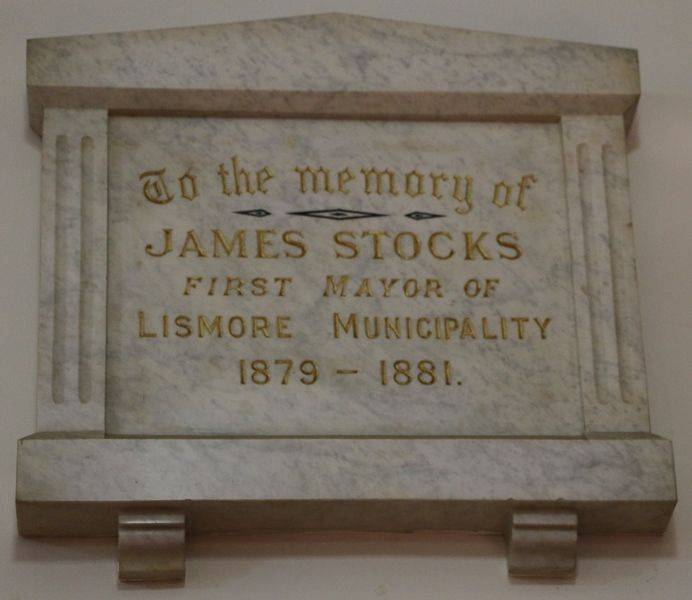 To the memory of
JAMES STOCKS
FIRST MAYOR OF
LISMORE MUNICIPALITY
1879 - 1881.